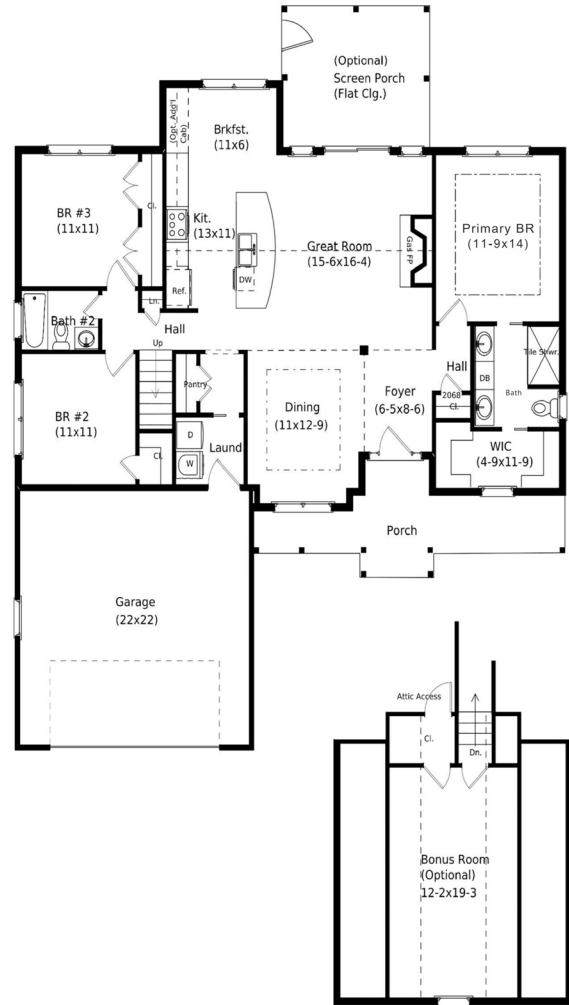 (Optional)
Screen Porch
(Flat Clg.)
(Opt. Add'l
Cab)
Brkfst.
(11x6)
BR #3
(11x11)
Cl.
Kit.
(13x11)
Great Room
(15-6x16-4)
Gas FP
Primary BR
(11-9x14)
DW
Ref.
Ln.
Bath #2
Hall
Up
Hall
Tile Shwr.
DB
Bath
2068
Cl.
Pantry
Foyer
(6-5x8-6)
Dining
(11x12-9)
BR #2
(11x11)
Cl.
D
W
Laund
WIC
(4-9x11-9)
Porch
Garage
(22x22)
Attic Access
Cl.
Dn.
Bonus Room
(Optional)
12-2x19-3